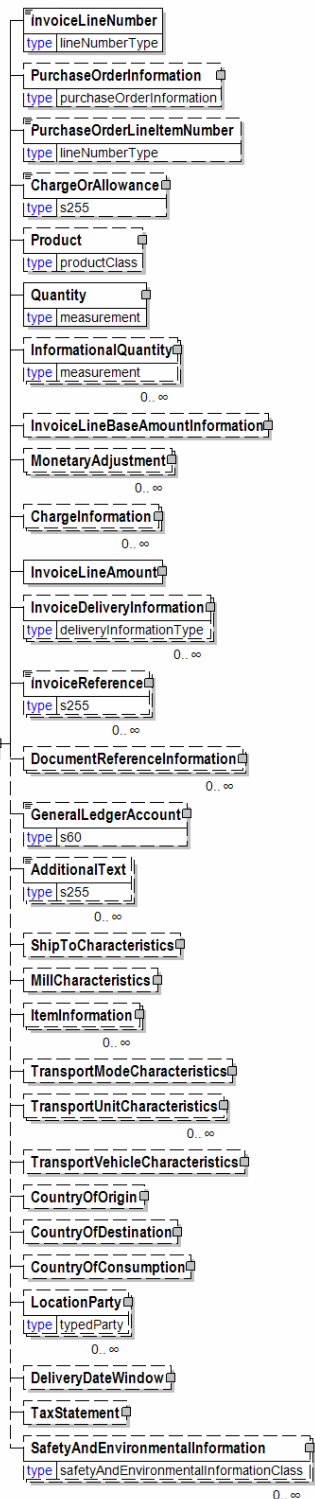 InvoiceLineNumber
type lineNumberType
PurchaseOrderInformation
type purchaseOrderInformation
PurchaseOrderLineItemNumber
type lineNumberType
ChargeOrAllowance
type s255
Product
type productClass
Quantity
type measurement
InformationalQuantity
type measurement
0.. ∞
InvoiceLineBaseAmountInformation
MonetaryAdjustment
0.. ∞
ChargeInformation
0.. ∞
InvoiceLineAmount
InvoiceDeliveryInformation
type deliveryInformationType
0.. ∞
InvoiceReference
type s255
0.. ∞
DocumentReferenceInformation
0.. ∞
GeneralLedgerAccount
type s60
AdditionalText
type s255
0.. ∞
ShipToCharacteristics
MillCharacteristics
ItemInformation
0.. ∞
TransportModeCharacteristics
TransportUnitCharacteristics
0.. ∞
TransportVehicleCharacteristics
CountryOfOrigin
CountryOfDestination
CountryOfConsumption
LocationParty
type typedParty
0.. ∞
DeliveryDateWindow
TaxStatement
SafetyAndEnvironmentalInformation
type safetyAndEnvironmentalInformationClass
0.. ∞